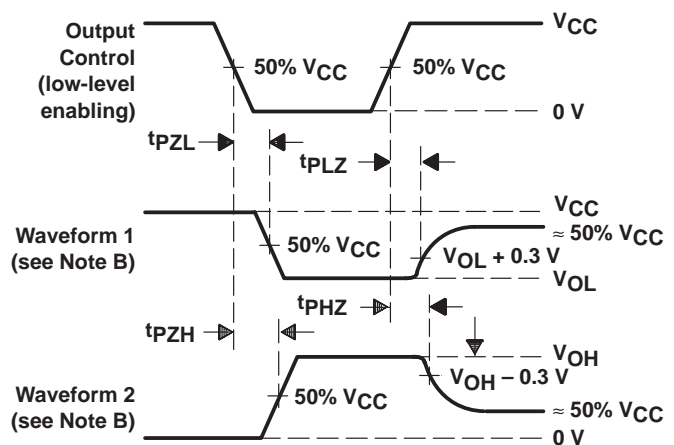 Output
Control
(low-level
enabling)
50% VCC
50% VCC
VCC
0 V
tPZL
tPLZ
Waveform 1
(see Note B)
50% VCC
VCC
≈ 50% VCC
VOL + 0.3 V
VOL
tPHZ
tPZH
Waveform 2
(see Note B)
50% VCC
VOH
VOH – 0.3 V
≈ 50% VCC
0 V